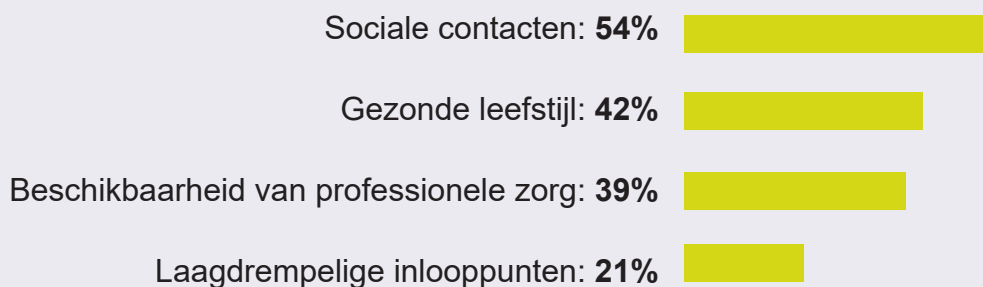 Sociale contacten: 54%
Gezonde leefstijl: 42%
Beschikbaarheid van professionele zorg: 39%
Laagdrempelige inlooppunten: 21%